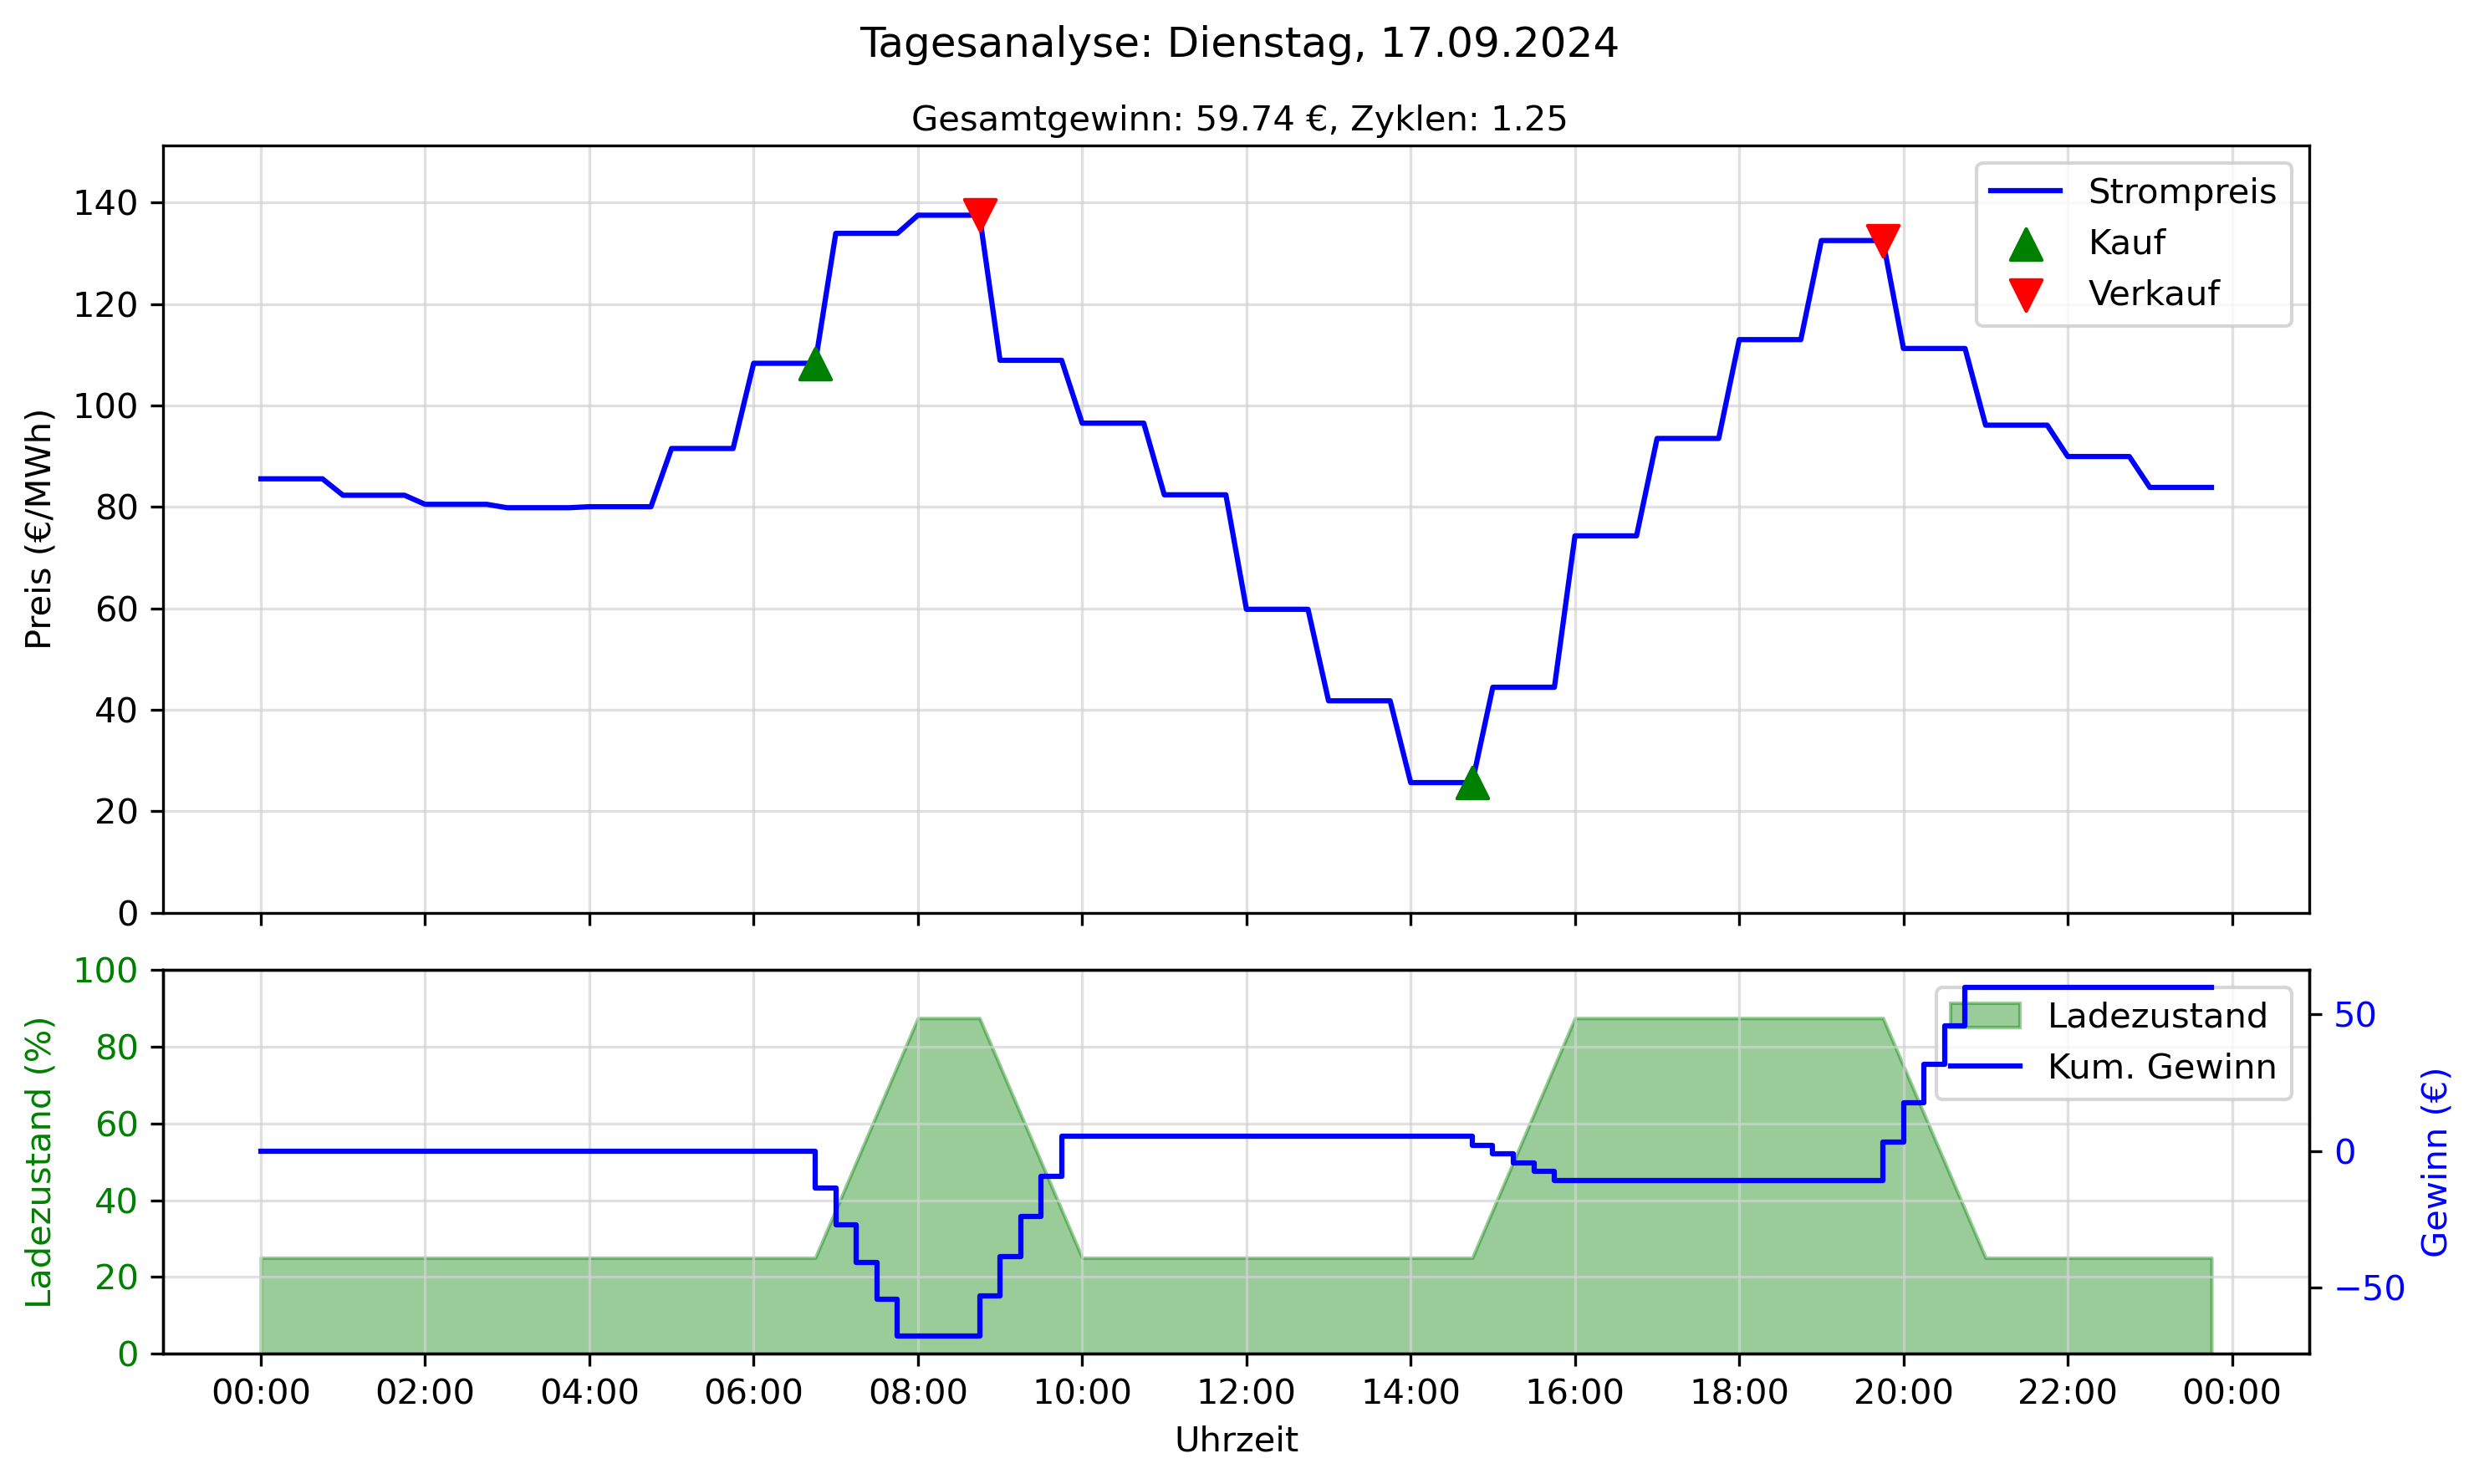 Tagesanalyse: Dienstag, 17.09.2024
Gesamtgewinn: 59.74 €, Zyklen: 1.25
Preis (€/MWh)
140
120
100
80
60
40
20
0
Strompreis
Kauf
Verkauf
Ladezustand (%)
100
80
60
40
20
0
Ladezustand
Kum. Gewinn
50
0
−50
Gewinn (€)
00:00 02:00 04:00 06:00 08:00 10:00 12:00 14:00 16:00 18:00 20:00 22:00 00:00
Uhrzeit